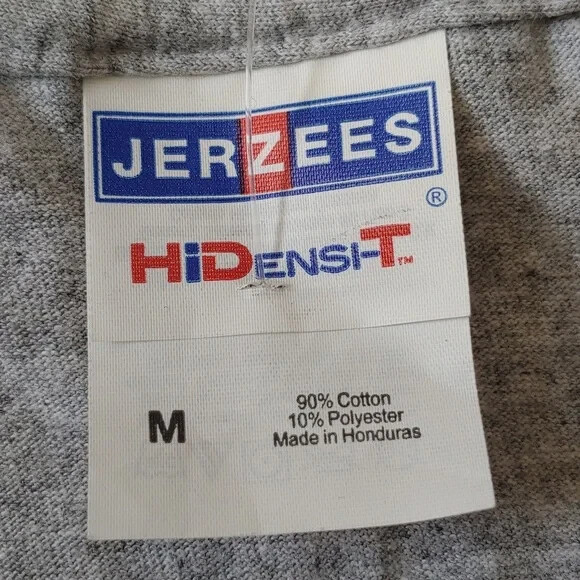 JERZEES
®
HiDENSI-T™
M
90% Cotton
10% Polyester
Made in Honduras